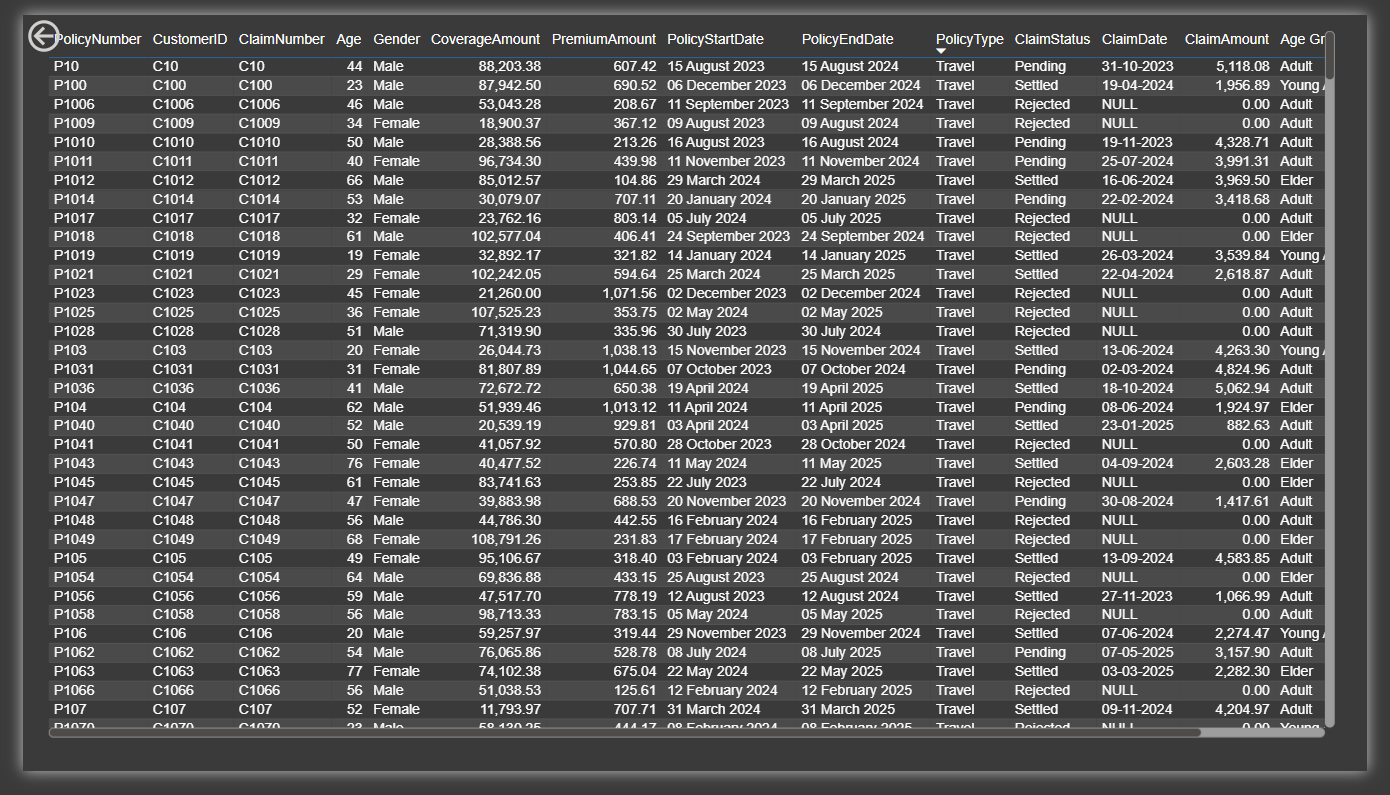 PolicyNumber CustomerID ClaimNumber Age Gender CoverageAmount PremiumAmount PolicyStartDate PolicyEndDate PolicyType ClaimStatus ClaimDate ClaimAmount Age Gr
P10 C10 C10 44 Male 88,203.38 607.42 15 August 2023 15 August 2024 Travel Pending 31-10-2023 5,118.08 Adult
P100 C100 C100 23 Male 87,942.50 690.52 06 December 2023 06 December 2024 Travel Settled 19-04-2024 1,956.89 Young A
P1006 C1006 C1006 46 Male 53,043.28 208.67 11 September 2023 11 September 2024 Travel Rejected NULL 0.00 Adult
P1009 C1009 C1009 34 Female 18,900.37 367.12 09 August 2023 09 August 2024 Travel Rejected NULL 0.00 Adult
P1010 C1010 C1010 50 Male 28,388.56 213.26 16 August 2023 16 August 2024 Travel Pending 19-11-2023 4,328.71 Adult
P1011 C1011 C1011 40 Female 96,734.30 439.98 11 November 2023 11 November 2024 Travel Pending 25-07-2024 3,991.31 Adult
P1012 C1012 C1012 66 Male 85,012.57 104.86 29 March 2024 29 March 2025 Travel Settled 16-06-2024 3,969.50 Elder
P1014 C1014 C1014 53 Male 30,079.07 707.11 20 January 2024 20 January 2025 Travel Pending 22-02-2024 3,418.68 Adult
P1017 C1017 C1017 32 Female 23,762.16 803.14 05 July 2024 05 July 2025 Travel Rejected NULL 0.00 Adult
P1018 C1018 C1018 61 Male 102,577.04 406.41 24 September 2023 24 September 2024 Travel Rejected NULL 0.00 Elder
P1019 C1019 C1019 19 Female 32,892.17 321.82 14 January 2024 14 January 2025 Travel Settled 26-03-2024 3,539.84 Young A
P1021 C1021 C1021 29 Female 102,242.05 594.64 25 March 2024 25 March 2025 Travel Settled 22-04-2024 2,618.87 Adult
P1023 C1023 C1023 45 Female 21,260.00 1,071.56 02 December 2023 02 December 2024 Travel Rejected NULL 0.00 Adult
P1025 C1025 C1025 36 Female 107,525.23 353.75 02 May 2024 02 May 2025 Travel Rejected NULL 0.00 Adult
P1028 C1028 C1028 51 Male 71,319.90 335.96 30 July 2023 30 July 2024 Travel Rejected NULL 0.00 Adult
P103 C103 C103 20 Female 26,044.73 1,038.13 15 November 2023 15 November 2024 Travel Settled 13-06-2024 4,263.30 Young A
P1031 C1031 C1031 31 Female 81,807.89 1,044.65 07 October 2023 07 October 2024 Travel Pending 02-03-2024 4,824.96 Adult
P1036 C1036 C1036 41 Male 72,672.72 650.38 19 April 2024 19 April 2025 Travel Settled 18-10-2024 5,062.94 Adult
P104 C104 C104 62 Male 51,939.46 1,013.12 11 April 2024 11 April 2025 Travel Pending 08-06-2024 1,924.97 Elder
P1040 C1040 C1040 52 Male 20,539.19 929.81 03 April 2024 03 April 2025 Travel Settled 23-01-2025 882.63 Adult
P1041 C1041 C1041 50 Female 41,057.92 570.80 28 October 2023 28 October 2024 Travel Rejected NULL 0.00 Adult
P1043 C1043 C1043 76 Female 40,477.52 226.74 11 May 2024 11 May 2025 Travel Settled 04-09-2024 2,603.28 Elder
P1045 C1045 C1045 61 Female 83,741.63 253.85 22 July 2023 22 July 2024 Travel Rejected NULL 0.00 Elder
P1047 C1047 C1047 47 Female 39,883.98 688.53 20 November 2023 20 November 2024 Travel Pending 30-08-2024 1,417.61 Adult
P1048 C1048 C1048 56 Male 44,786.30 442.55 16 February 2024 16 February 2025 Travel Rejected NULL 0.00 Adult
P1049 C1049 C1049 68 Female 108,791.26 231.83 17 February 2024 17 February 2025 Travel Rejected NULL 0.00 Elder
P105 C105 C105 49 Female 95,106.67 318.40 03 February 2024 03 February 2025 Travel Settled 13-09-2024 4,583.85 Adult
P1054 C1054 C1054 64 Male 69,836.88 433.15 25 August 2023 25 August 2024 Travel Rejected NULL 0.00 Elder
P1056 C1056 C1056 59 Male 47,517.70 778.19 12 August 2023 12 August 2024 Travel Settled 27-11-2023 1,066.99 Adult
P1058 C1058 C1058 58 Male 98,713.33 783.15 05 May 2024 05 May 2025 Travel Rejected NULL 0.00 Adult
P106 C106 C106 20 Male 59,257.97 319.44 29 November 2023 29 November 2024 Travel Settled 07-06-2024 2,274.47 Young A
P1062 C1062 C1062 54 Male 76,065.86 528.78 08 July 2024 08 July 2025 Travel Pending 07-05-2025 3,157.90 Adult
P1063 C1063 C1063 77 Female 74,102.38 675.04 22 May 2024 22 May 2025 Travel Settled 03-03-2025 2,282.30 Elder
P1066 C1066 C1066 56 Male 51,038.53 125.61 12 February 2024 12 February 2025 Travel Rejected NULL 0.00 Adult
P107 C107 C107 52 Female 11,793.97 707.71 31 March 2024 31 March 2025 Travel Settled 09-11-2024 4,204.97 Adult
P1070 C1070 C1070 23 Male 444.17 08 February 2024 08 February 2025 Travel Rejected NULL 0.00 Young